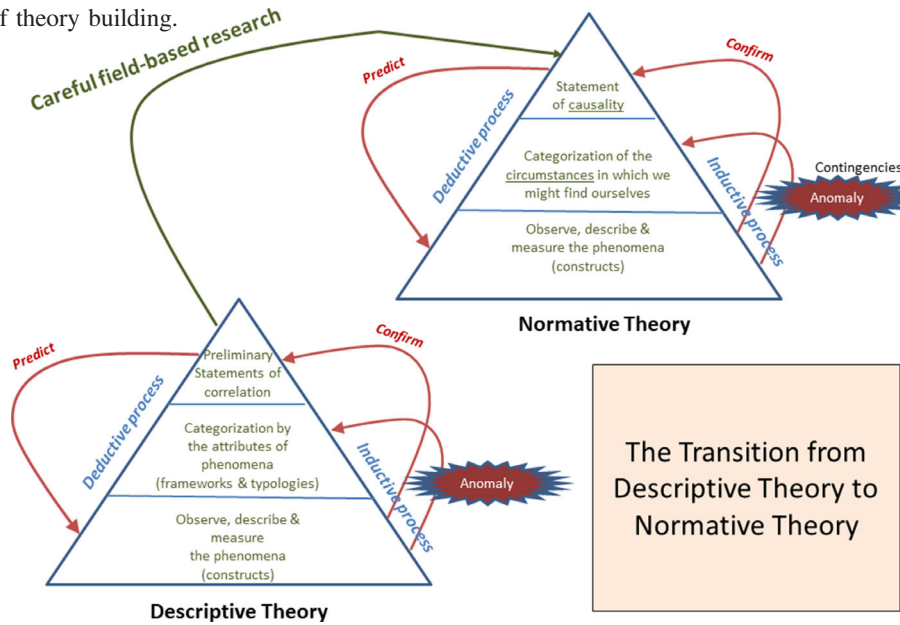 f theory building.
Careful field-based research
Predict
Confirm
Deductive process
Inductive process
Statement
of causality
Categorization of the
circumstances in which we
might find ourselves
Observe, describe &
measure the phenomena
(constructs)
Contingencies
Anomaly
Normative Theory
Predict
Confirm
Deductive process
Inductive process
Preliminary
Statements of
correlation
Categorization by
the attributes of
phenomena
(frameworks & typologies)
Observe, describe &
measure
the phenomena
(constructs)
Anomaly
Descriptive Theory
The Transition from
Descriptive Theory to
Normative Theory